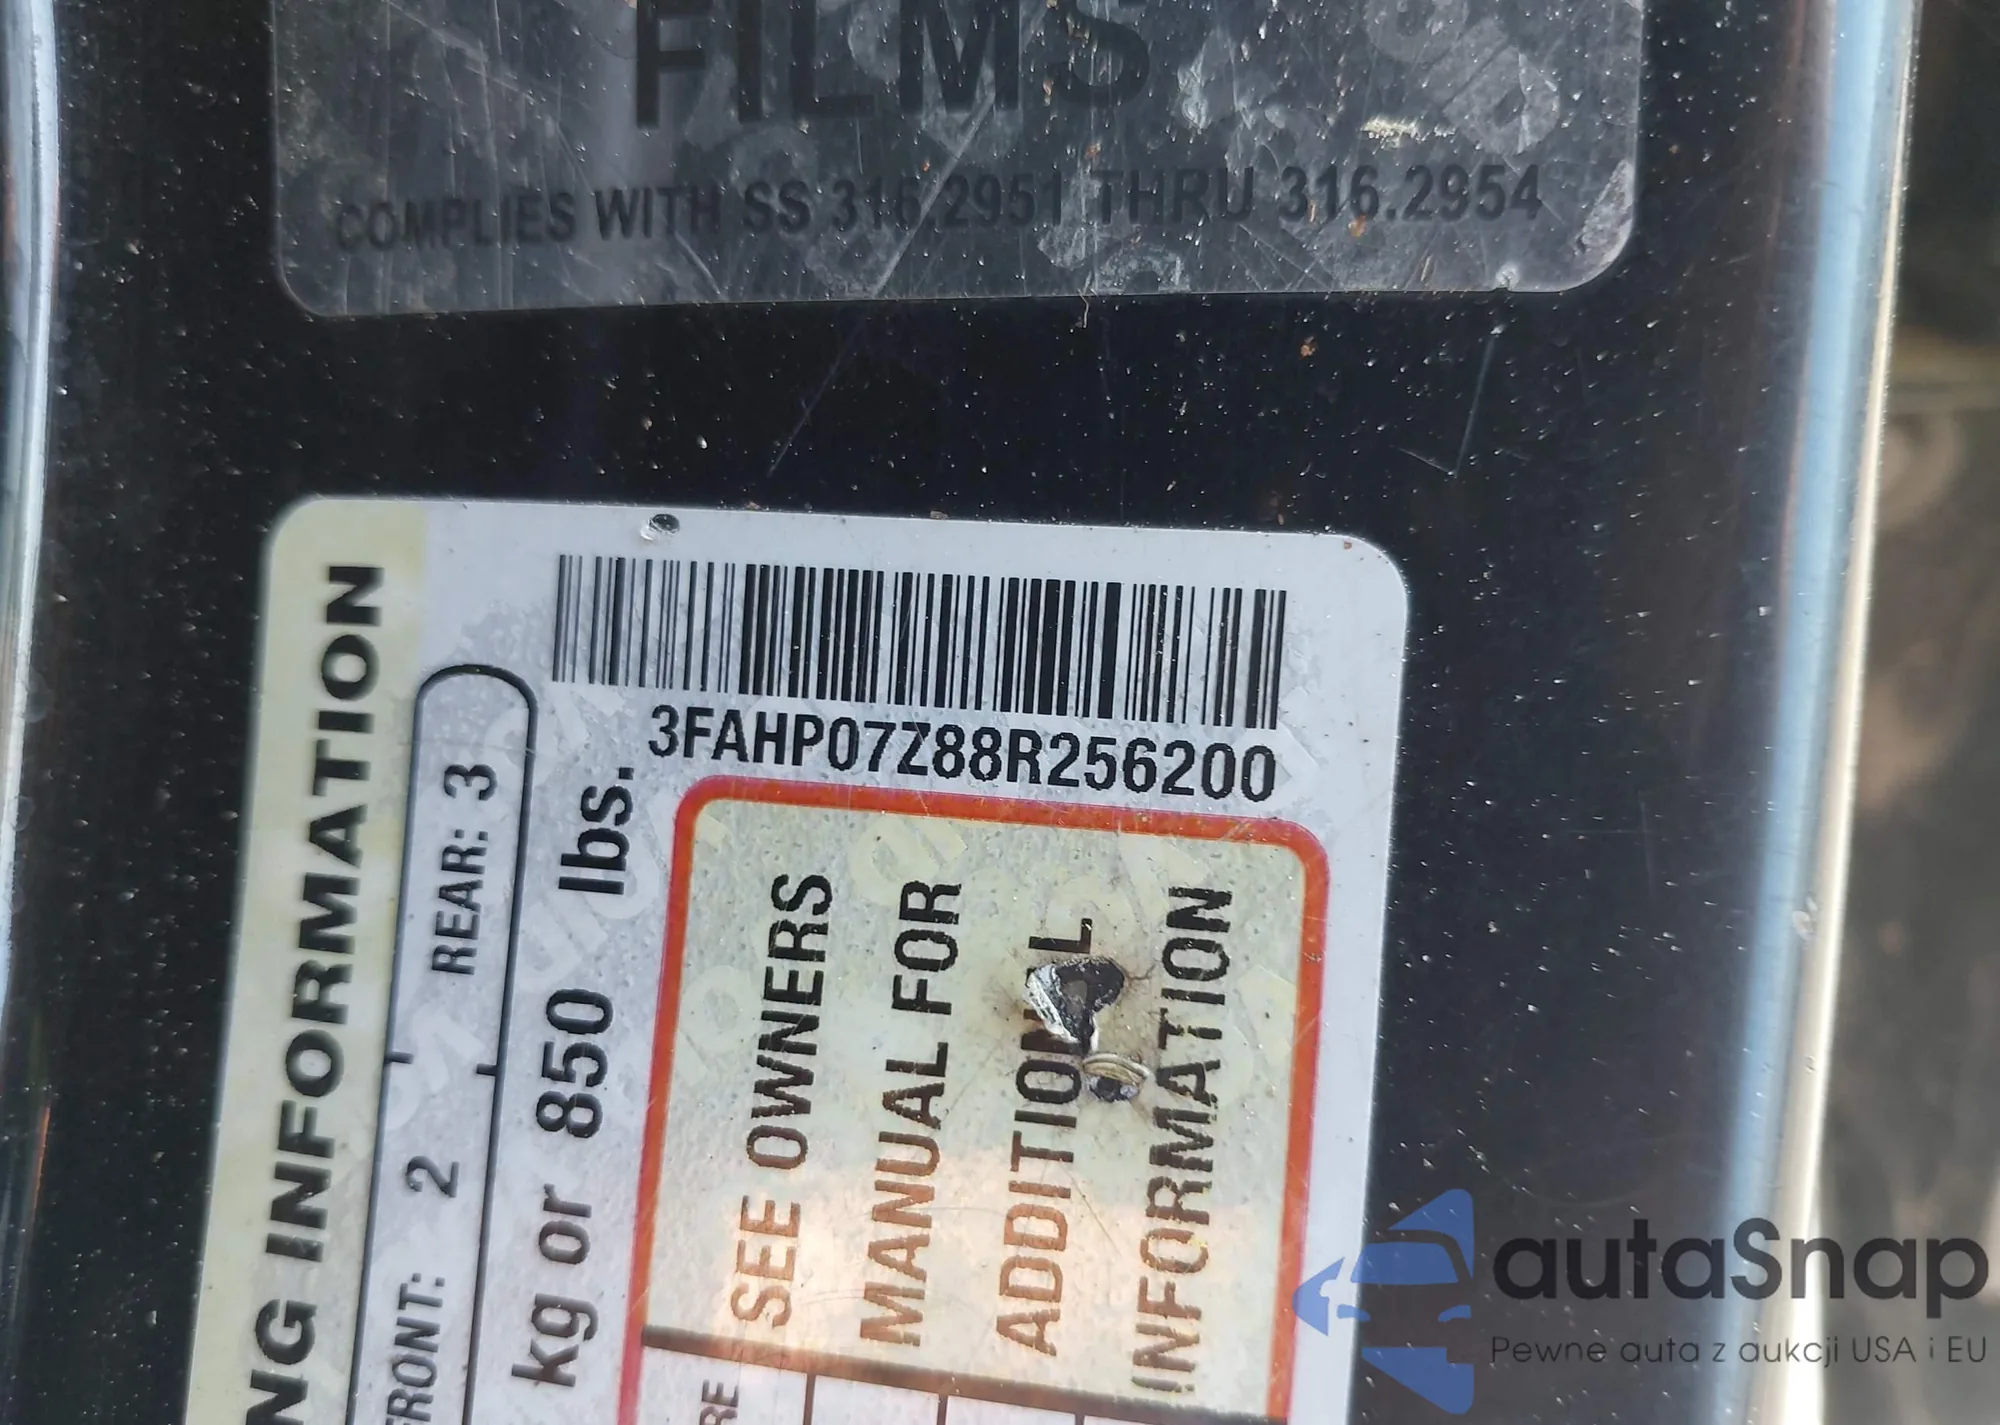 FILMS
COMPLIES WITH SS 316.2951 THRU 316.2954
3FAHP07Z88R256200
NG INFORMATION
FRONT: 2 REAR: 3
kg or 850 lbs.
SEE OWNERS
MANUAL FOR
ADDITIONAL
INFORMATION
RE
autaSnap
Pewne auta z aukcji USA i EU